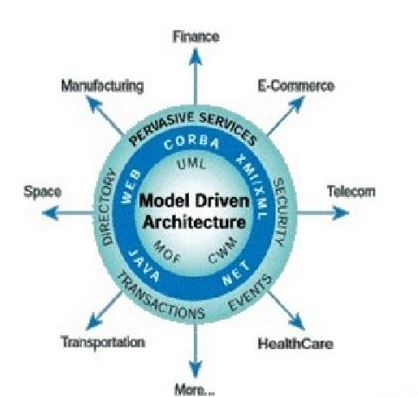 Finance
Manufacturing
E-Commerce
PERVASIVE SERVICES
CORBA
UML
WEB
XMI/XML
DIRECTORY
SECURITY
Space
Model Driven
Architecture
Telecom
MOF
CWM
JAVA
NET
TRANSACTIONS
EVENTS
Transportation
HealthCare
More...